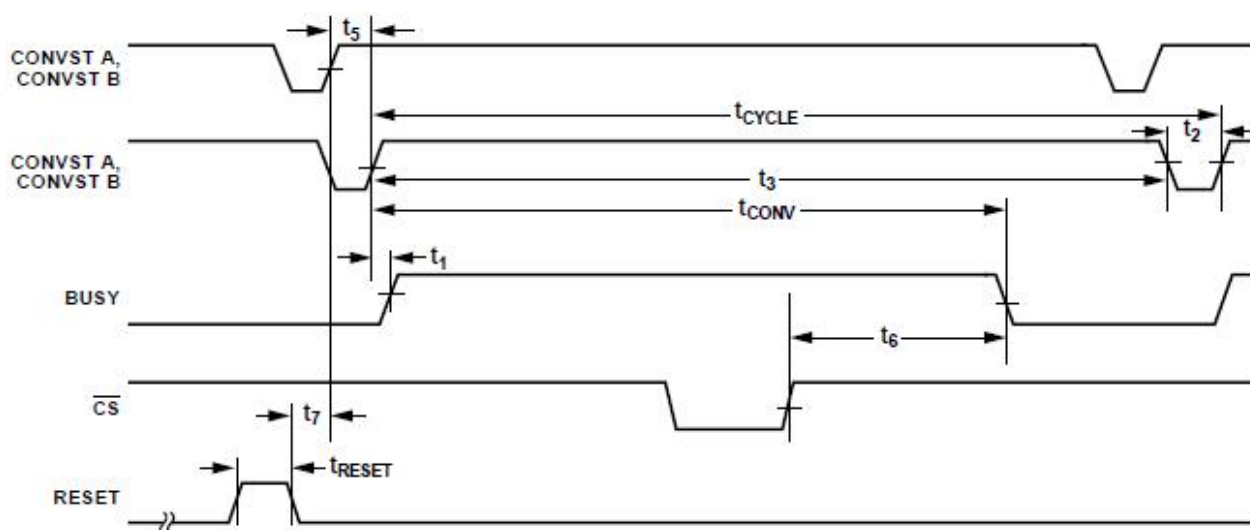 t5
CONVST A,
CONVST B
tCYCLE
t2
CONVST A,
CONVST B
t3
tCONV
t1
BUSY
t6
CS
t7
tRESET
RESET